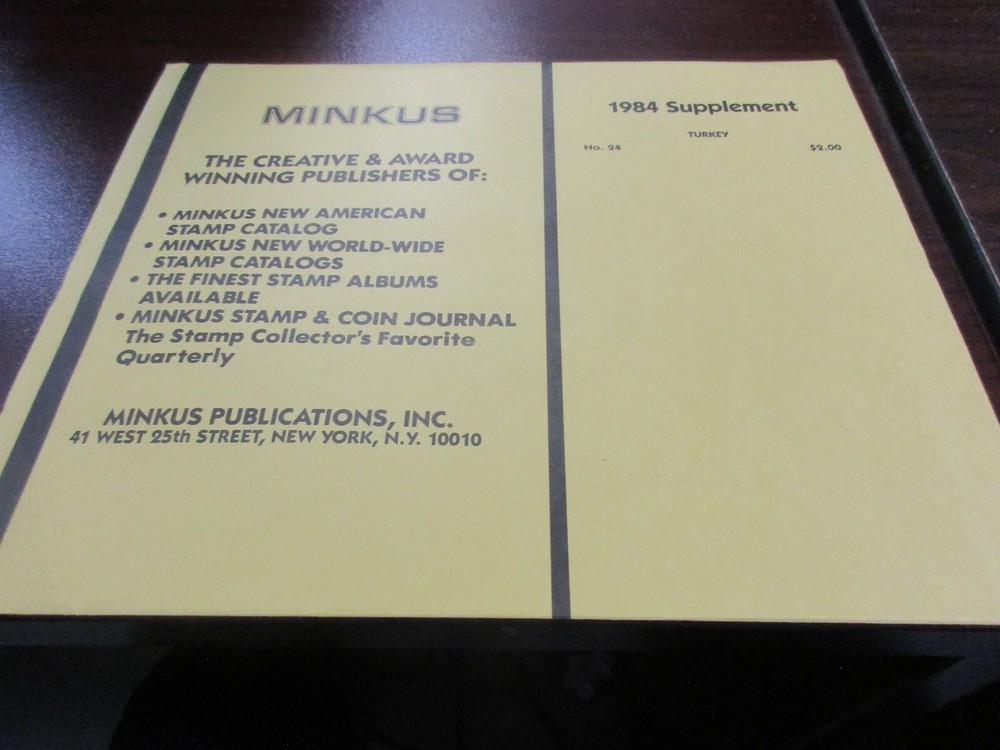 MINKUS
THE CREATIVE & AWARD
WINNING PUBLISHERS OF:
• MINKUS NEW AMERICAN
STAMP CATALOG
• MINKUS NEW WORLD-WIDE
STAMP CATALOGS
• THE FINEST STAMP ALBUMS
AVAILABLE
• MINKUS STAMP & COIN JOURNAL
The Stamp Collector's Favorite
Quarterly
MINKUS PUBLICATIONS, INC.
41 WEST 25th STREET, NEW YORK, N.Y. 10010
1984 Supplement
TURKEY
No. 24 $2.00